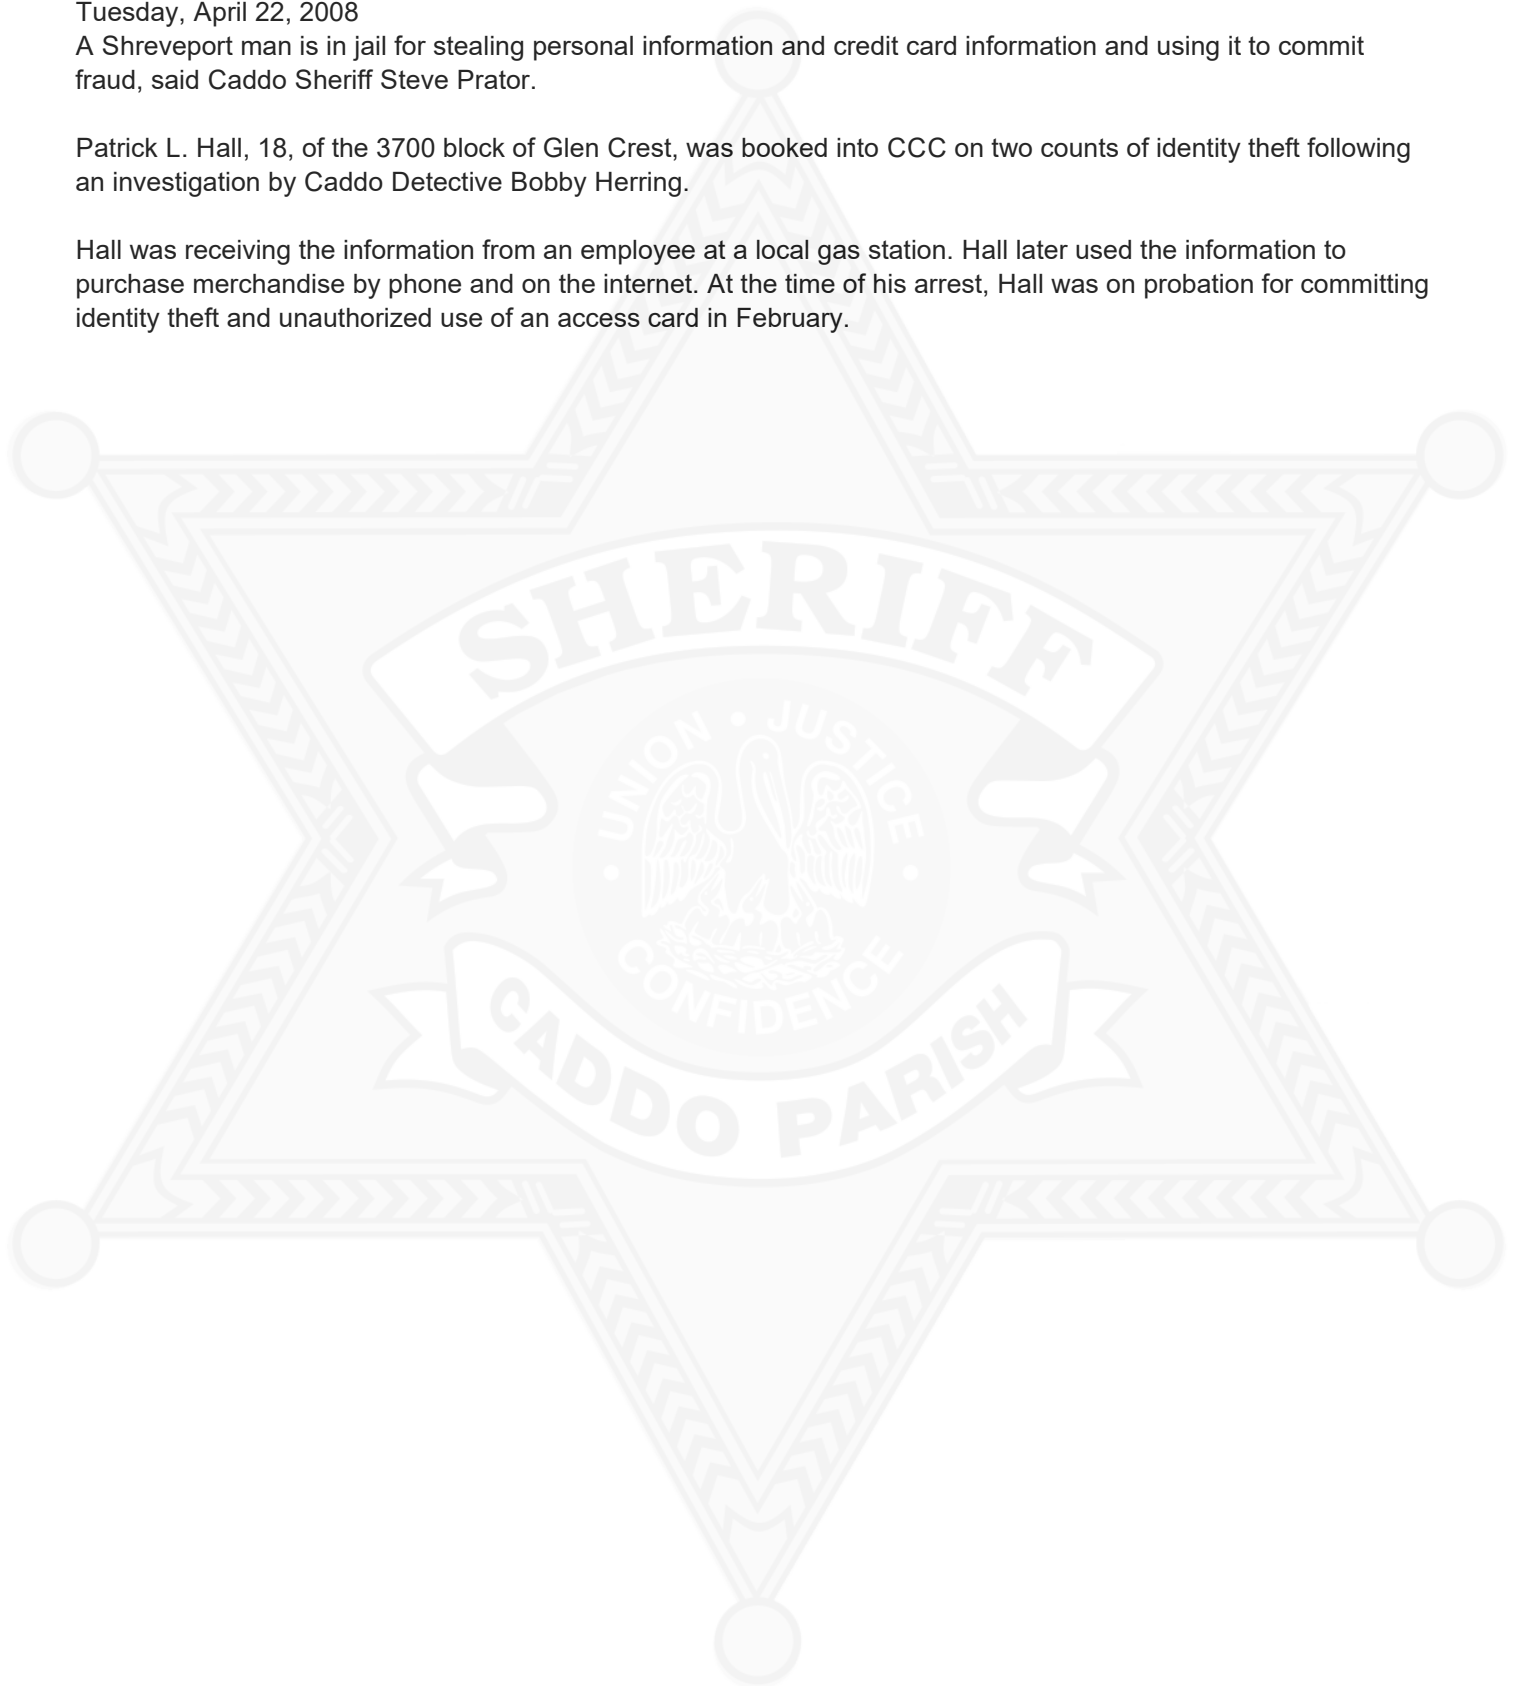 Tuesday, April 22, 2008
A Shreveport man is in jail for stealing personal information and credit card information and using it to commit
fraud, said Caddo Sheriff Steve Prator.
Patrick L. Hall, 18, of the 3700 block of Glen Crest, was booked into CCC on two counts of identity theft following
an investigation by Caddo Detective Bobby Herring.
Hall was receiving the information from an employee at a local gas station. Hall later used the information to
purchase merchandise by phone and on the internet. At the time of his arrest, Hall was on probation for committing
identity theft and unauthorized use of an access card in February.
SHERIFF
UNION • JUSTICE
• CONFIDENCE •
CADDO PARISH